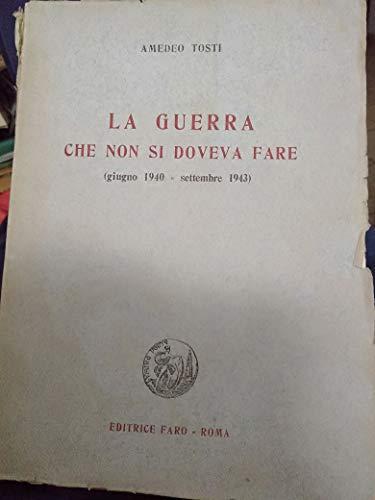 AMEDEO TOSTI
LA GUERRA
CHE NON SI DOVEVA FARE
(giugno 1940 - settembre 1943)
EDITRICE FARO - ROMA